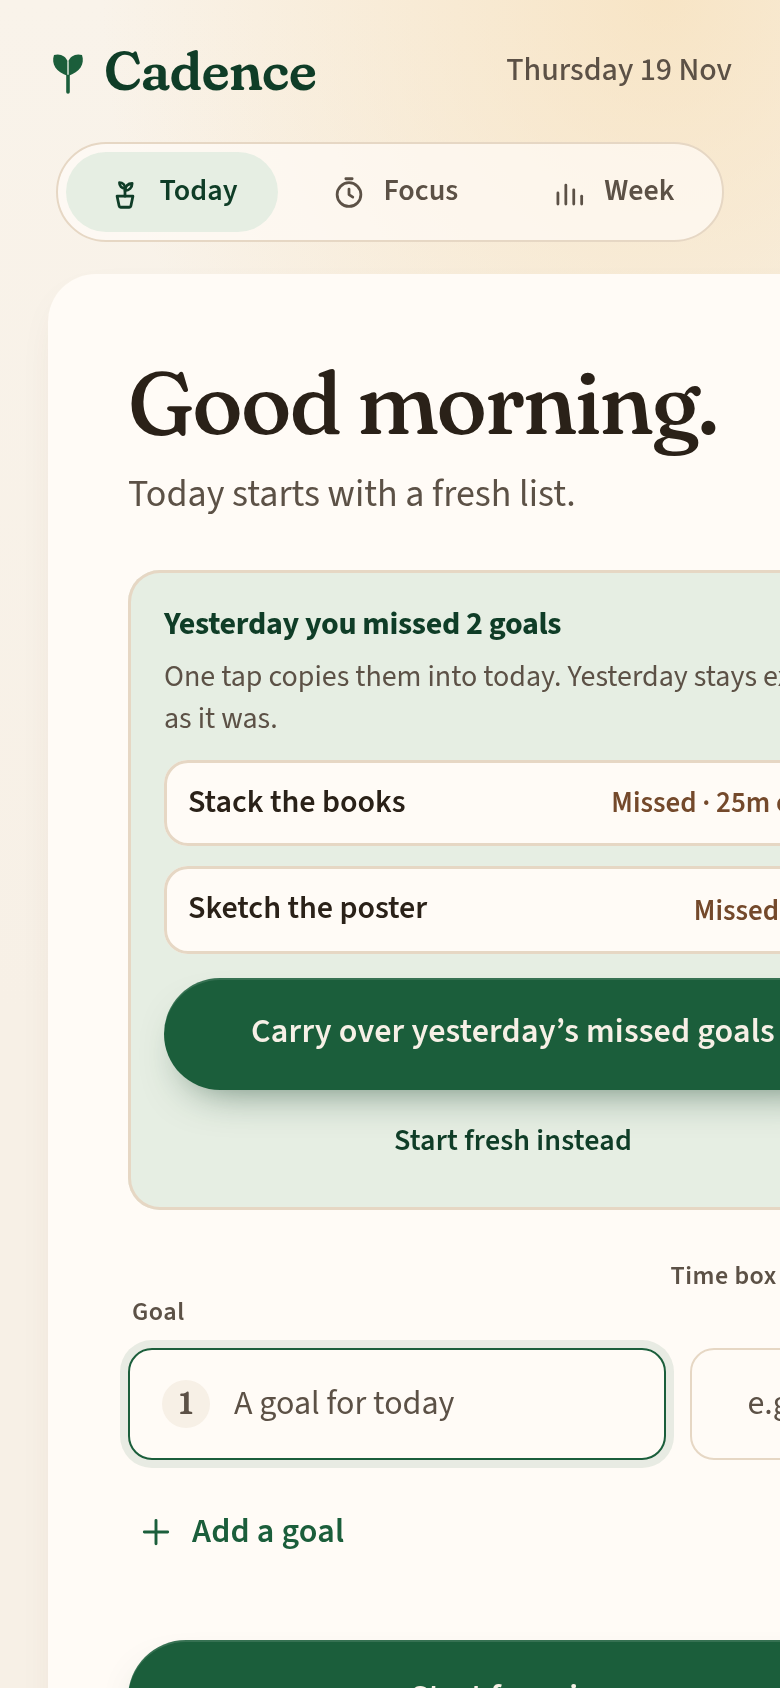 Cadence
Thursday 19 Nov
Today
Focus
Week
Good morning.
Today starts with a fresh list.
Yesterday you missed 2 goals
One tap copies them into today. Yesterday stays
as it was.
Stack the books
Missed · 25m
Sketch the poster
Missed
Carry over yesterday’s missed goals
Start fresh instead
Time box
Goal
1
A goal for today
Add a goal